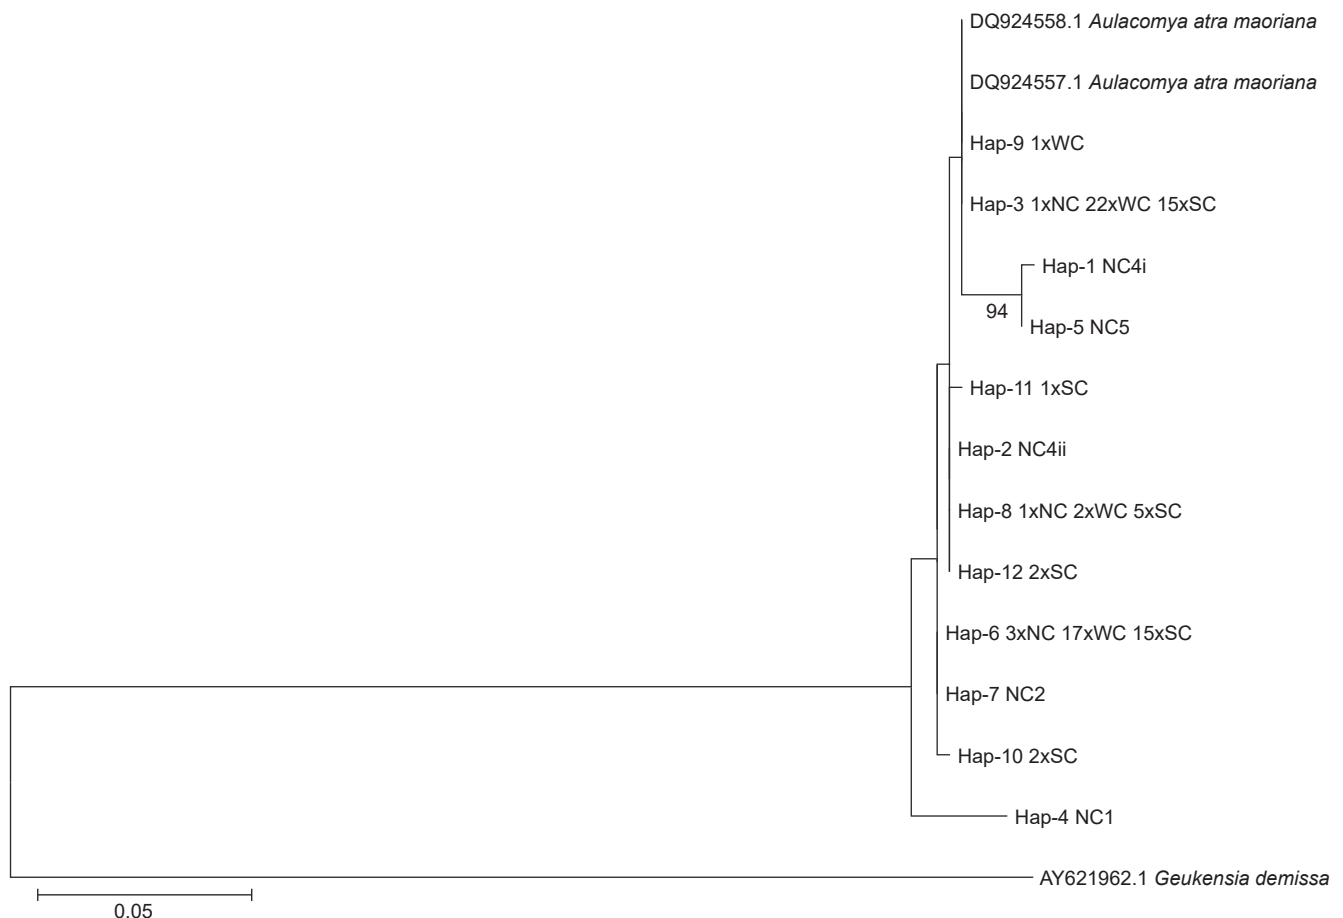 DQ924558.1 Aulacomya atra maoriana
DQ924557.1 Aulacomya atra maoriana
Hap-9 1xWC
Hap-3 1xNC 22xWC 15xSC
Hap-1 NC4i
94
Hap-5 NC5
Hap-11 1xSC
Hap-2 NC4ii
Hap-8 1xNC 2xWC 5xSC
Hap-12 2xSC
Hap-6 3xNC 17xWC 15xSC
Hap-7 NC2
Hap-10 2xSC
Hap-4 NC1
AY621962.1 Geukensia demissa
0.05